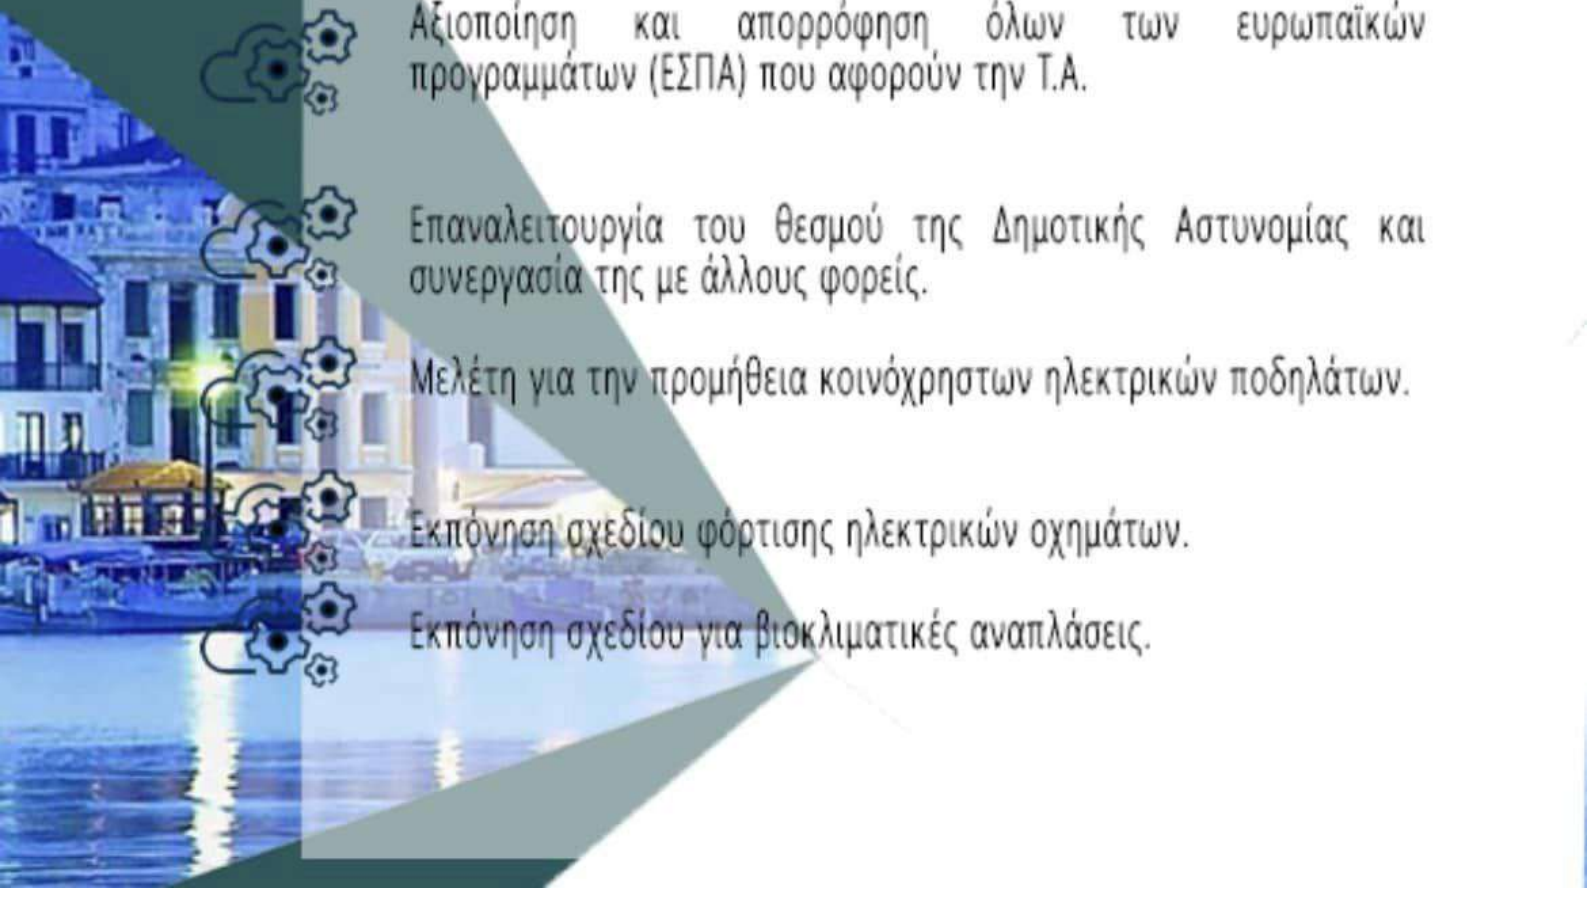 Αξιοποίηση και απορρόφηση όλων των ευρωπαϊκών
προγραμμάτων (ΕΣΠΑ) που αφορούν την Τ.Α.
Επαναλειτουργία του θεσμού της Δημοτικής Αστυνομίας και
συνεργασία της με άλλους φορείς.
Μελέτη για την προμήθεια κοινόχρηστων ηλεκτρικών ποδηλάτων.
Εκπόνηση σχεδίου φόρτισης ηλεκτρικών οχημάτων.
Εκπόνηση σχεδίου για βιοκλιματικές αναπλάσεις.